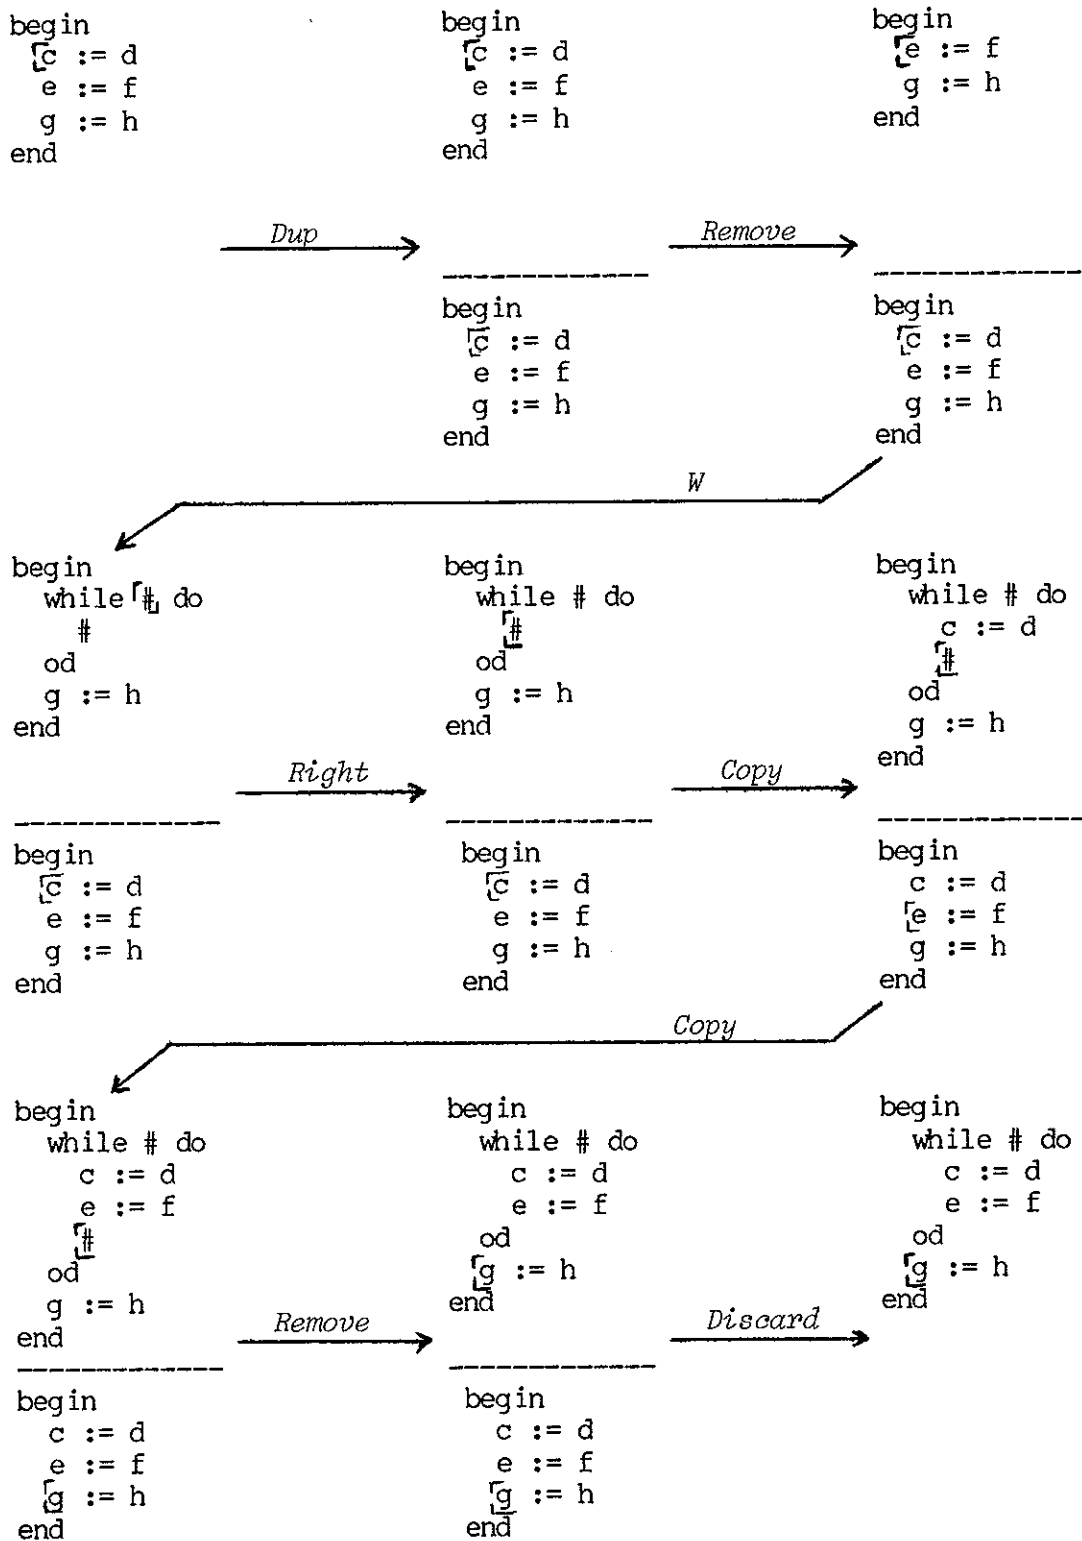 begin
c := d
e := f
g := h
end
Dup
begin
c := d
e := f
g := h
end
begin
c := d
e := f
g := h
end
Remove
begin
e := f
g := h
end
begin
c := d
e := f
g := h
end
W
begin
while # do
#
od
g := h
end
begin
c := d
e := f
g := h
end
Right
begin
while # do
#
od
g := h
end
begin
c := d
e := f
g := h
end
Copy
begin
while # do
c := d
#
od
g := h
end
begin
c := d
e := f
g := h
end
Copy
begin
while # do
c := d
e := f
#
od
g := h
end
begin
c := d
e := f
g := h
end
Remove
begin
while # do
c := d
e := f
od
g := h
end
begin
c := d
e := f
g := h
end
Discard
begin
while # do
c := d
e := f
od
g := h
end